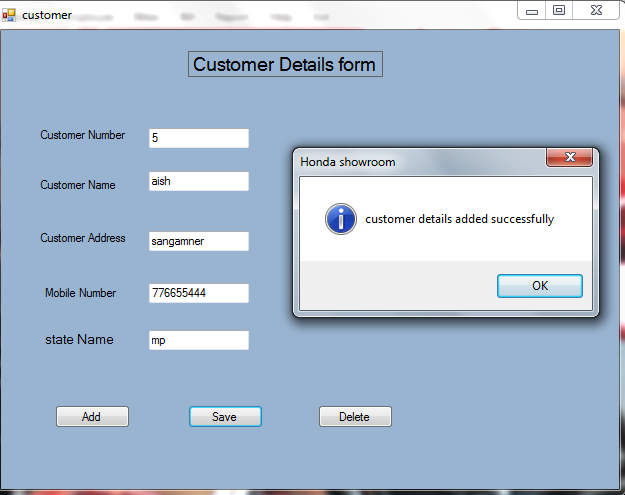 customer
Customer Details form
Customer Number 5
Customer Name aish
Customer Address sangamner
Mobile Number 776655444
state Name mp
Add Save Delete
Honda showroom
customer details added successfully
OK